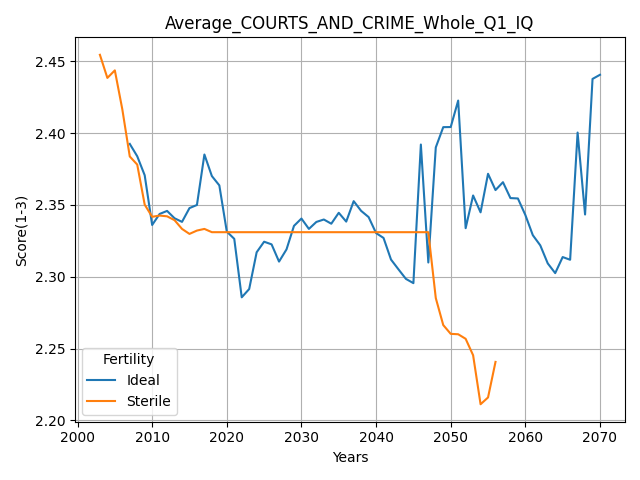 Average_COURTS_AND_CRIME_Whole_Q1_IQ
Score(1-3)
2.45
2.40
2.35
2.30
2.25
2.20
Fertility
Ideal
Sterile
2000 2010 2020 2030 2040 2050 2060 2070
Years